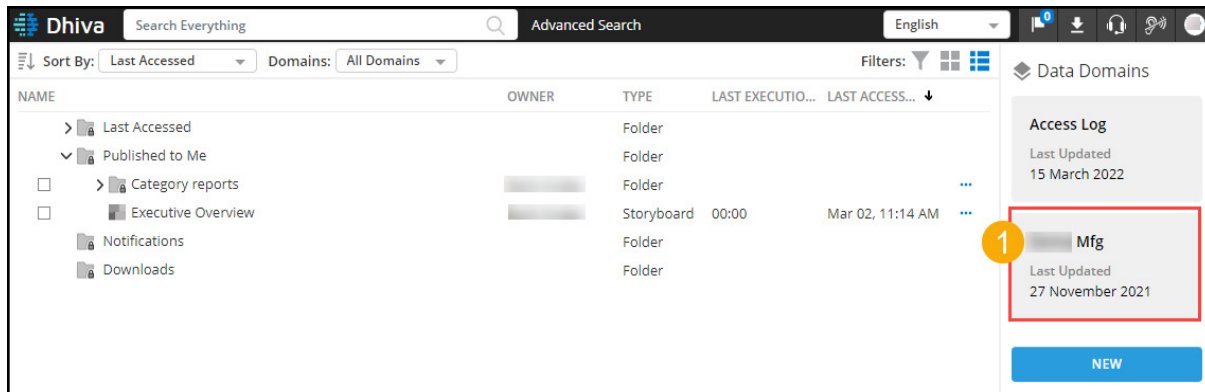 Dhiva Search Everything Advanced Search English 0
Sort By: Last Accessed Domains: All Domains Filters:
NAME OWNER TYPE LAST EXECUTIO... LAST ACCESS...
Last Accessed Folder
Published to Me Folder
Category reports Folder ...
Executive Overview Storyboard 00:00 Mar 02, 11:14 AM ...
Notifications Folder
Downloads Folder
Data Domains
Access Log
Last Updated
15 March 2022
1 Mfg
Last Updated
27 November 2021
NEW